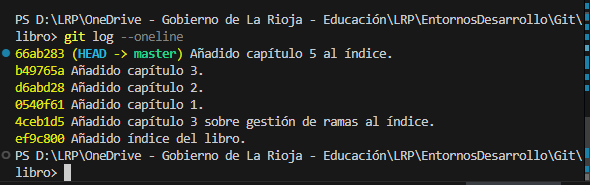 PS D:\LRP\OneDrive - Gobierno de La Rioja - Educación\LRP\EntornosDesarrollo\Git\
libro> git log --oneline
66ab283 (HEAD -> master) Añadido capítulo 5 al índice.
b49765a Añadido capítulo 3.
d6abd28 Añadido capítulo 2.
0540f61 Añadido capítulo 1.
4ceb1d5 Añadido capítulo 3 sobre gestión de ramas al índice.
ef9c800 Añadido índice del libro.
PS D:\LRP\OneDrive - Gobierno de La Rioja - Educación\LRP\EntornosDesarrollo\Git\
libro>